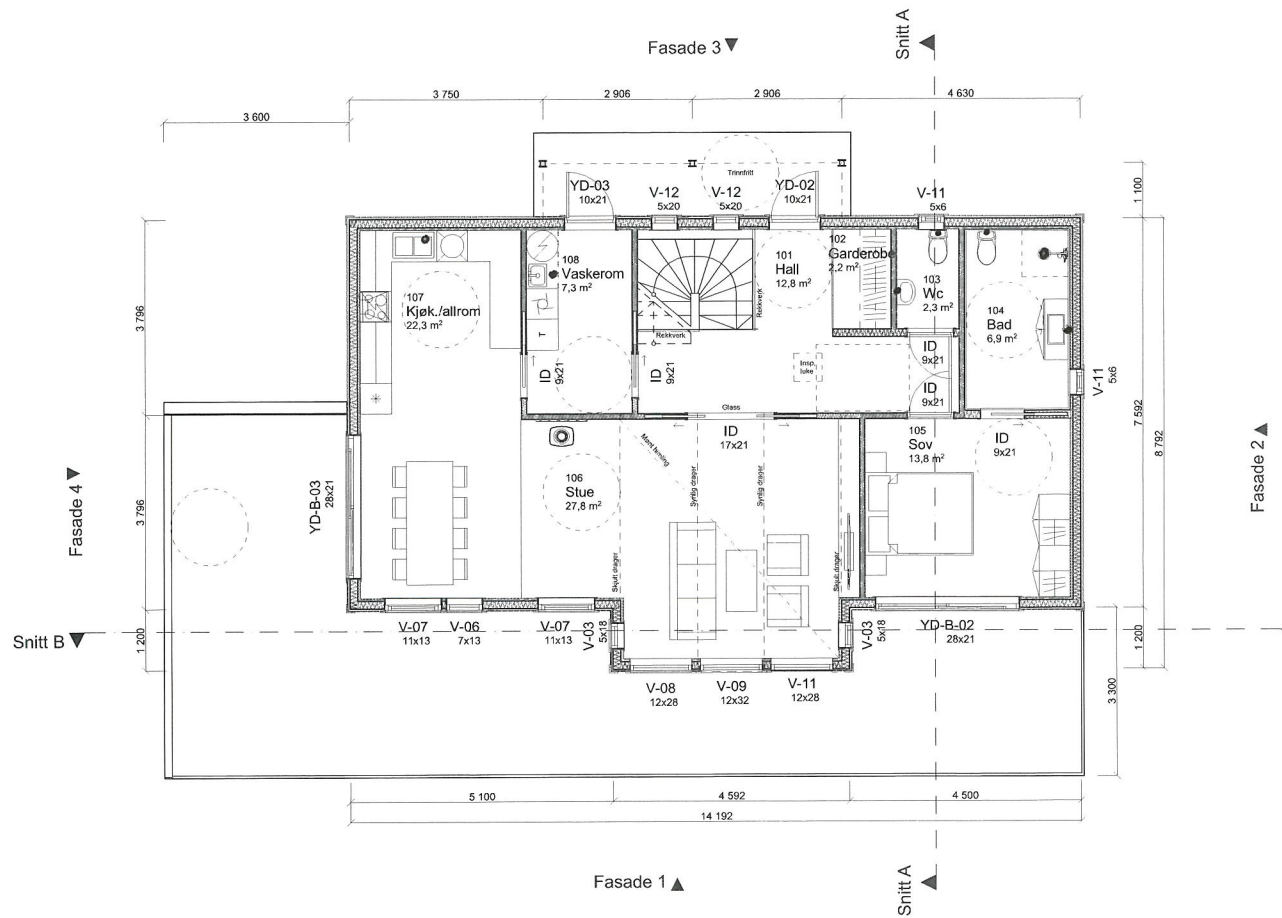 Fasade 3
Snitt A
3 750
2 906
2 906
4 630
3 600
Trinnfritt
1 100
YD-03
10x21
V-12
5x20
V-12
5x20
YD-02
10x21
V-11
5x6
108
Vaskerom
7,3 m²
101
Hall
12,8 m²
102
Garderobe
2,2 m²
103
Wc
2,3 m²
104
Bad
6,9 m²
107
Kjøk./allrom
22,3 m²
Rekkverk
Rekkverk
T
3 796
ID
9x21
ID
9x21
Insp.
luke
ID
9x21
ID
9x21
V-11
5x6
Glass
ID
17x21
105
Sov
13,8 m²
ID
9x21
7 592
8 792
Fasade 2
Fasade 4
3 796
YD-B-03
28x21
106
Stue
27,8 m²
Mønt himling
Synlig drager
Synlig drager
Skjult drager
Skjult drager
Snitt B
1 200
V-07
11x13
V-06
7x13
V-07
11x13
V-03
5x18
V-03
5x18
YD-B-02
28x21
1 200
V-08
12x28
V-09
12x32
V-11
12x28
3 300
5 100
4 592
4 500
14 192
Fasade 1
Snitt A